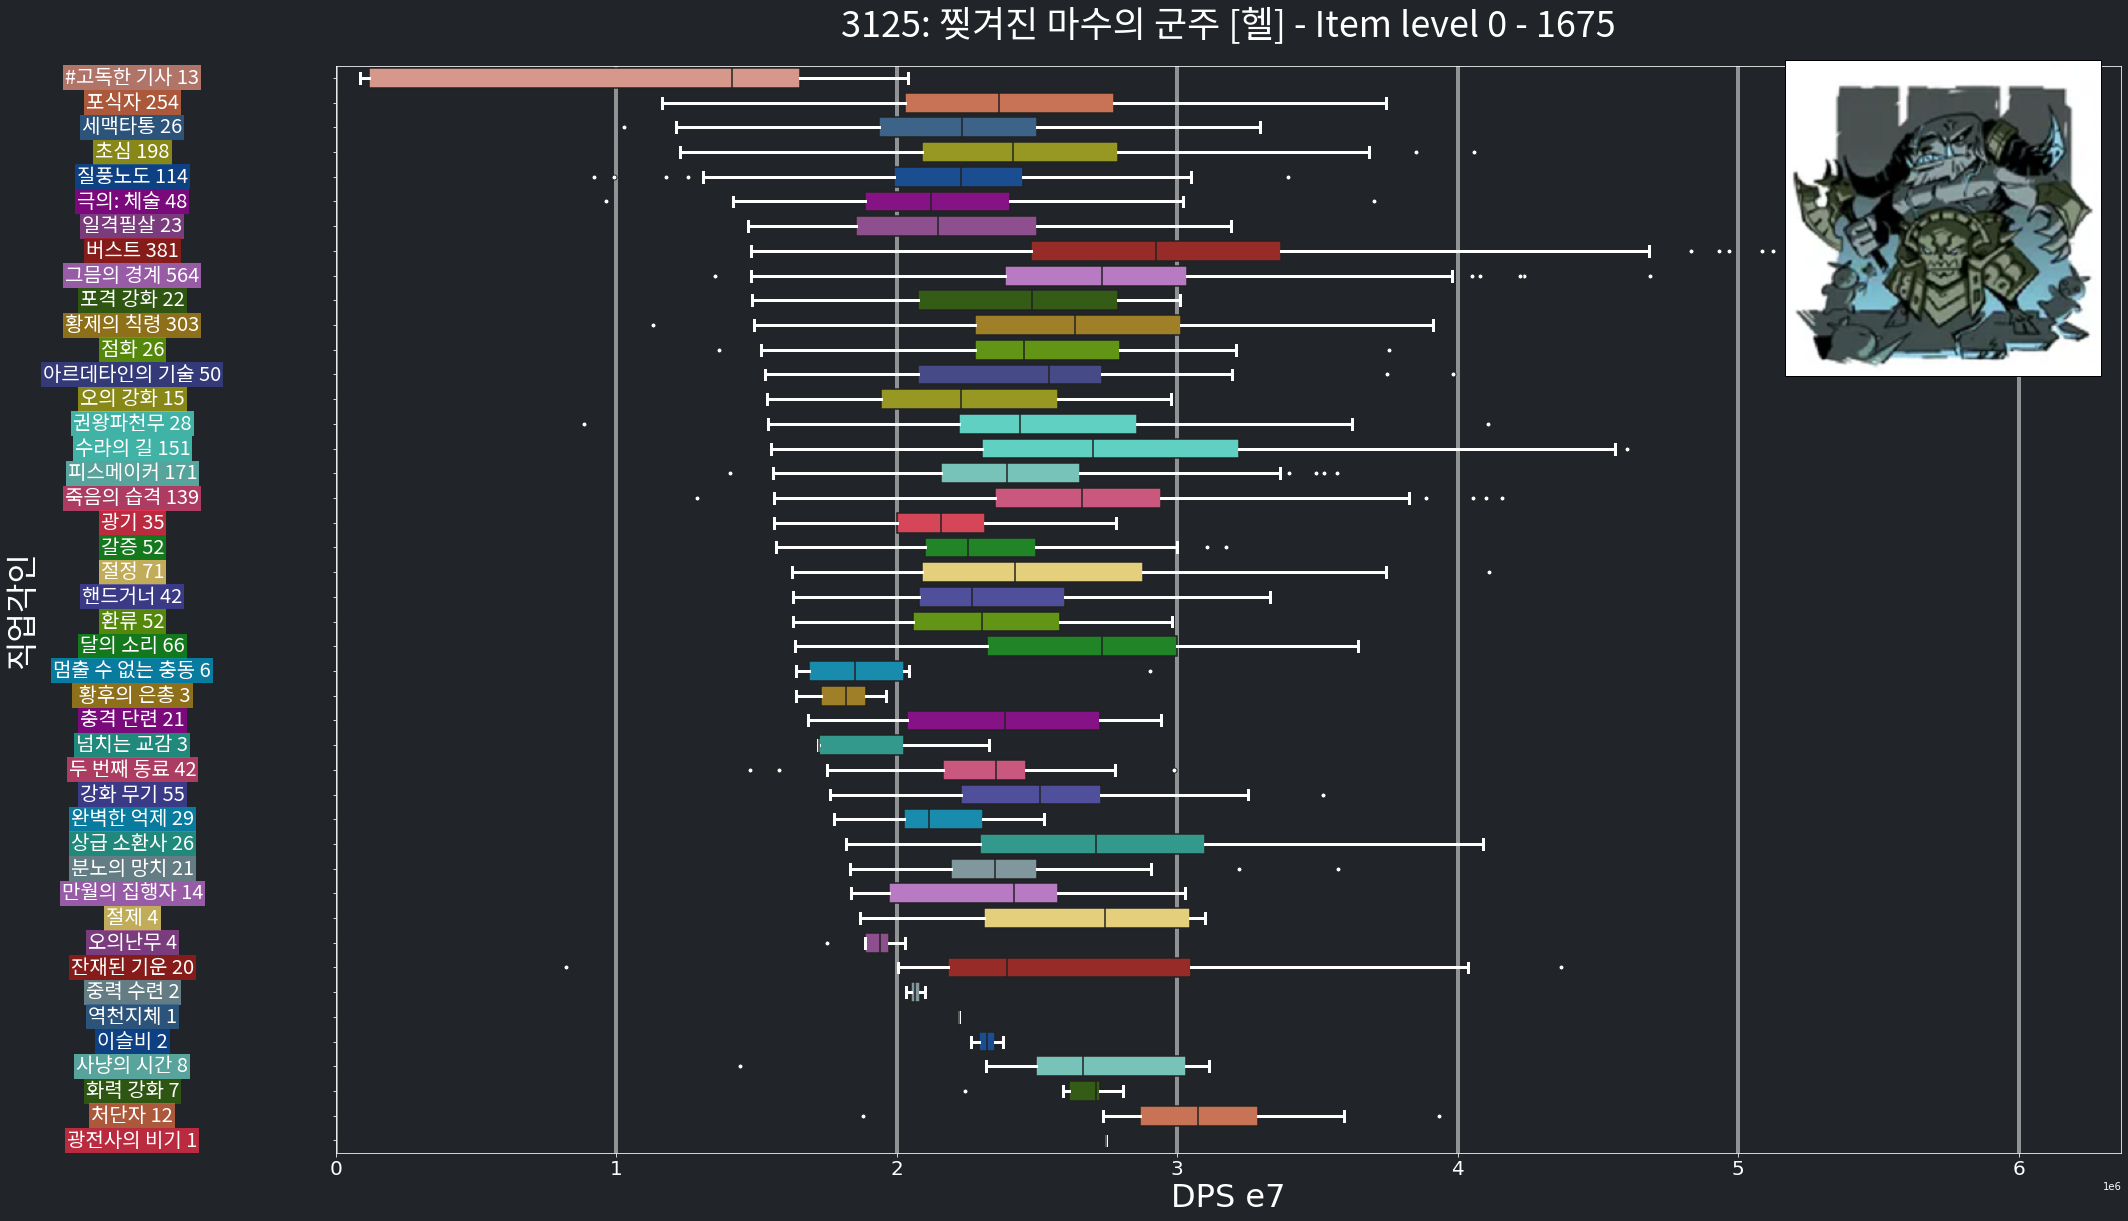 3125: 찢겨진 마수의 군주 [헬] - Item level 0 - 1675
#고독한 기사 13
포식자 254
세맥타통 26
초심 198
질풍노도 114
극의: 체술 48
일격필살 23
버스트 381
그믐의 경계 564
포격 강화 22
황제의 칙령 303
점화 26
아르데타인의 기술 50
오의 강화 15
권왕파천무 28
수라의 길 151
피스메이커 171
죽음의 습격 139
광기 35
갈증 52
절정 71
핸드거너 42
환류 52
달의 소리 66
멈출 수 없는 충동 6
황후의 은총 3
충격 단련 21
넘치는 교감 3
두 번째 동료 42
강화 무기 55
완벽한 억제 29
상급 소환사 26
분노의 망치 21
만월의 집행자 14
절제 4
오의난무 4
잔재된 기운 20
중력 수련 2
역천지체 1
이슬비 2
사냥의 시간 8
화력 강화 7
처단자 12
광전사의 비기 1
직업각인
0 1 2 3 4 5 6
1e6
DPS e7